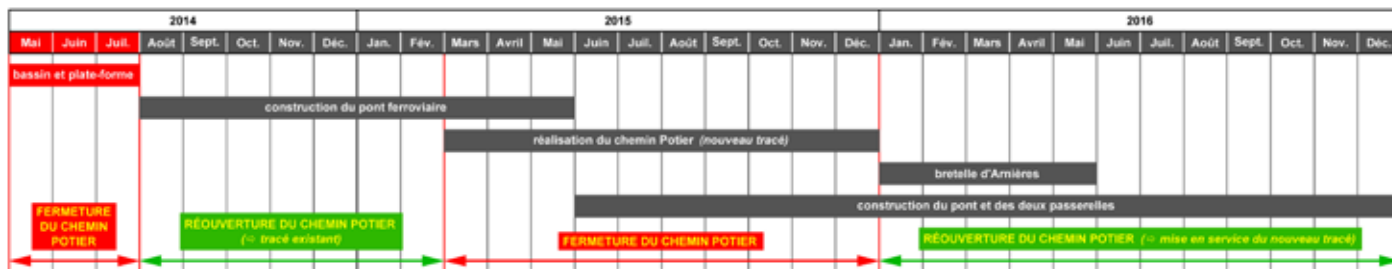 2014 2015 2016
Mai Juin Juil. Août Sept. Oct. Nov. Déc. Jan. Fév. Mars Avril Mai Juin Juil. Août Sept. Oct. Nov. Déc. Jan. Fév. Mars Avril Mai Juin Juil. Août Sept. Oct. Nov. Déc.
bassin et plate-forme
construction du pont ferroviaire
réalisation du chemin Potier (nouveau tracé)
bretelle d'Arnières
construction du pont et des deux passerelles
FERMETURE
DU CHEMIN
POTIER
RÉOUVERTURE DU CHEMIN POTIER
(⇨ tracé existant)
FERMETURE DU CHEMIN POTIER
RÉOUVERTURE DU CHEMIN POTIER (⇨ mise en service du nouveau tracé)